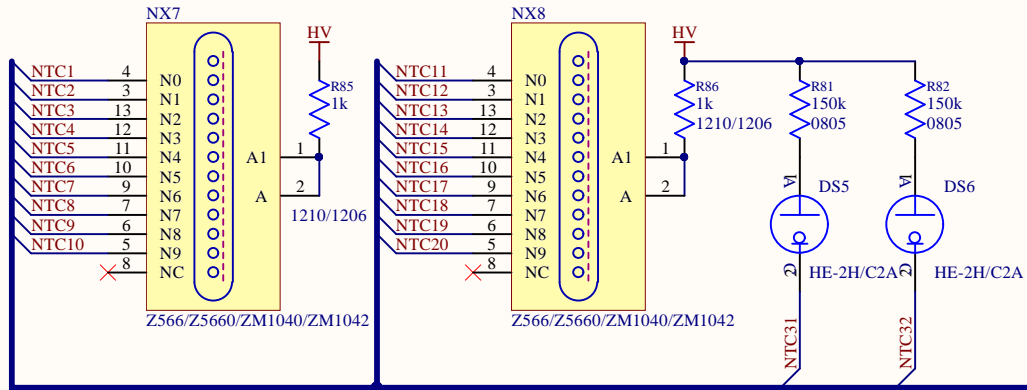 NX7
HV
NTC1 4 N0
NTC2 3 N1
NTC3 13 N2
NTC4 12 N3
NTC5 11 N4
NTC6 10 N5
NTC7 9 N6
NTC8 7 N7
NTC9 6 N8
NTC10 5 N9
8 NC
A1 1
A 2
R85
1k
1210/1206
Z566/Z5660/ZM1040/ZM1042
NX8
HV
NTC11 4 N0
NTC12 3 N1
NTC13 13 N2
NTC14 12 N3
NTC15 11 N4
NTC16 10 N5
NTC17 9 N6
NTC18 7 N7
NTC19 6 N8
NTC20 5 N9
8 NC
A1 1
A 2
R86
1k
1210/1206
Z566/Z5660/ZM1040/ZM1042
R81
150k
0805
DS5
HE-2H/C2A
NTC31
R82
150k
0805
DS6
HE-2H/C2A
NTC32